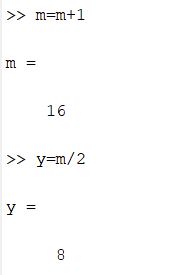 >> m=m+1
m =
16
>> y=m/2
y =
8